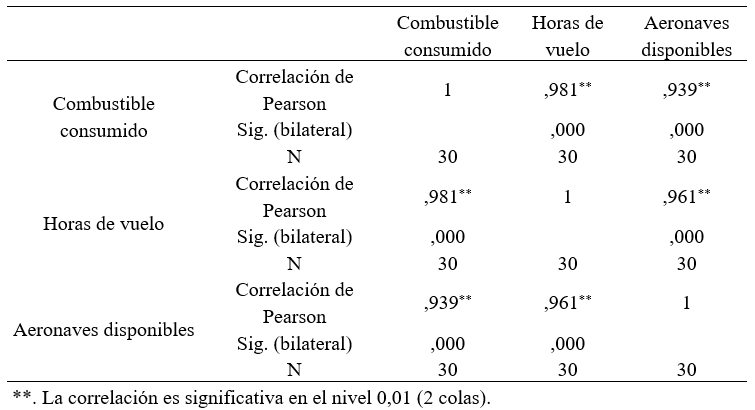 Combustible consumido Horas de vuelo Aeronaves disponibles
Combustible consumido Correlación de Pearson 1 ,981** ,939**
Sig. (bilateral) ,000 ,000
N 30 30 30
Horas de vuelo Correlación de Pearson ,981** 1 ,961**
Sig. (bilateral) ,000 ,000
N 30 30 30
Aeronaves disponibles Correlación de Pearson ,939** ,961** 1
Sig. (bilateral) ,000 ,000
N 30 30 30
**. La correlación es significativa en el nivel 0,01 (2 colas).